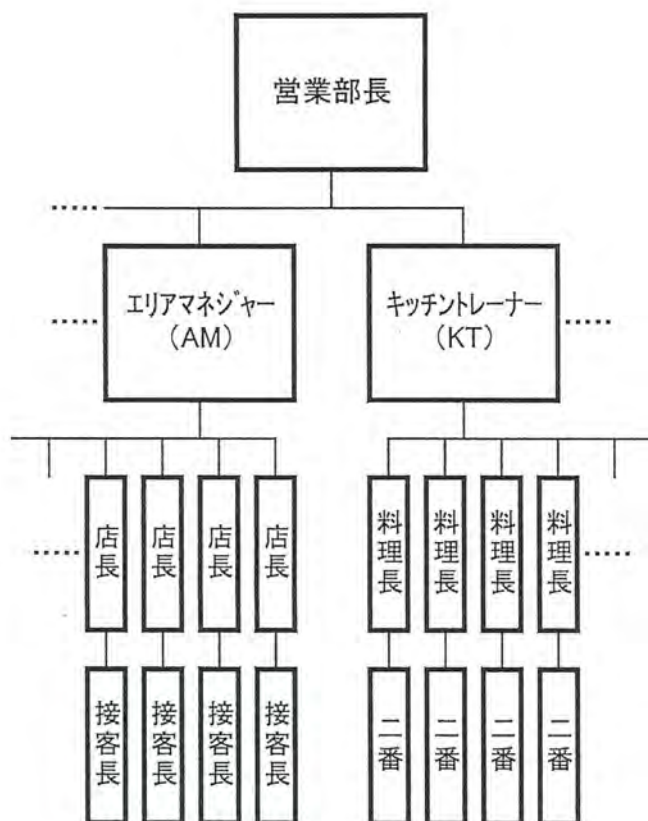 営業部長
エリアマネジャー
(AM)
キッチントレーナー
(KT)
店長
店長
店長
店長
料理長
料理長
料理長
料理長
接客長
接客長
接客長
接客長
二番
二番
二番
二番